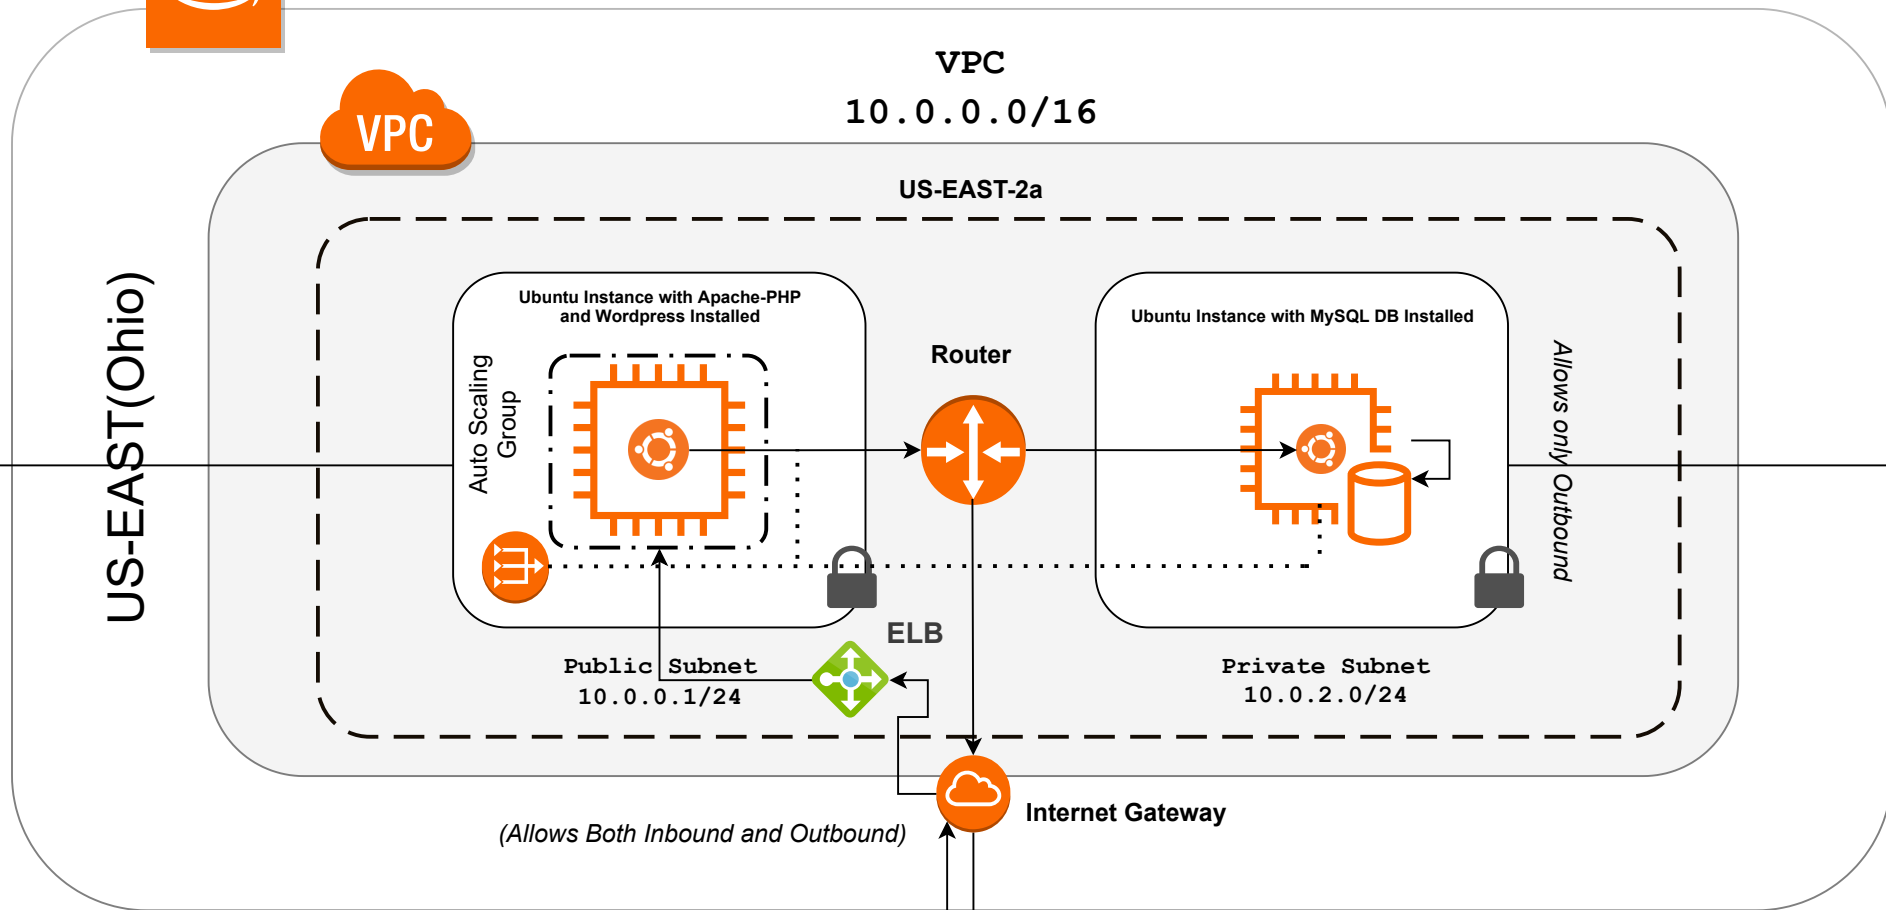 VPC
10.0.0.0/16
VPC
US-EAST-2a
US-EAST(Ohio)
Ubuntu Instance with Apache-PHP
and Wordpress Installed
Auto Scaling
Group
Router
Ubuntu Instance with MySQL DB Installed
Allows only Outbound
ELB
Public Subnet
10.0.0.1/24
Private Subnet
10.0.2.0/24
Internet Gateway
(Allows Both Inbound and Outbound)